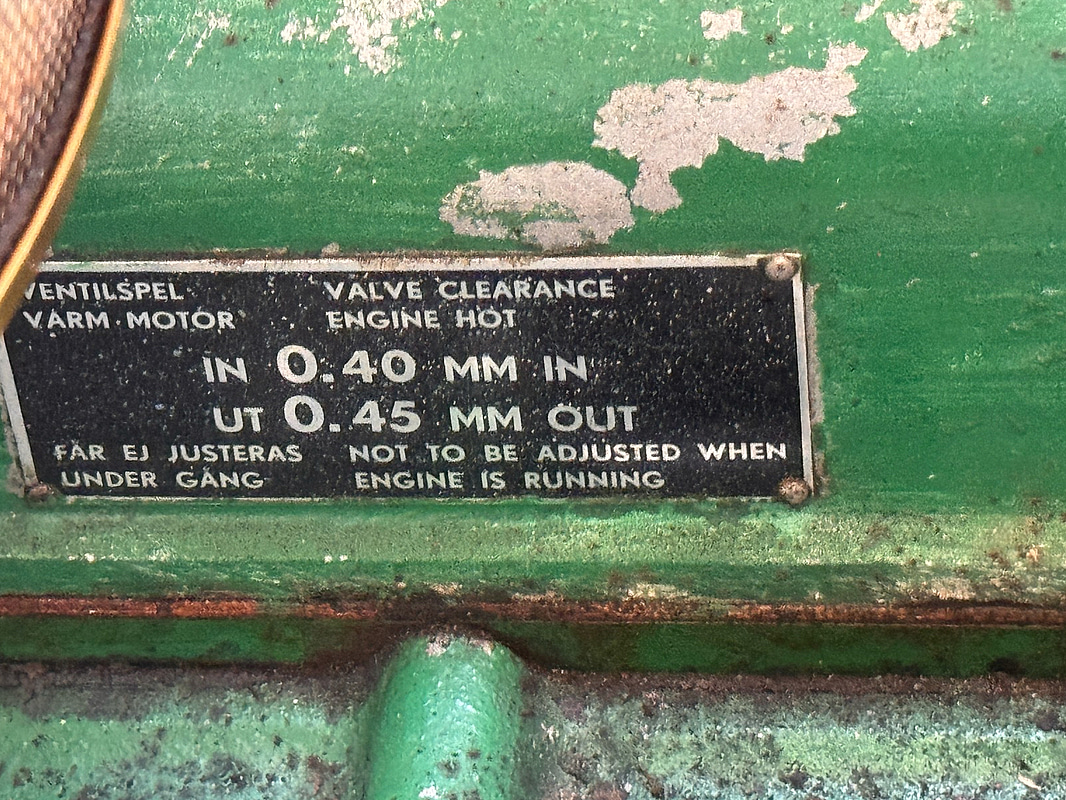 VENTILSPEL VALVE CLEARANCE
VARM MOTOR ENGINE HOT
IN 0.40 MM IN
UT 0.45 MM OUT
FÅR EJ JUSTERAS NOT TO BE ADJUSTED WHEN
UNDER GÅNG ENGINE IS RUNNING